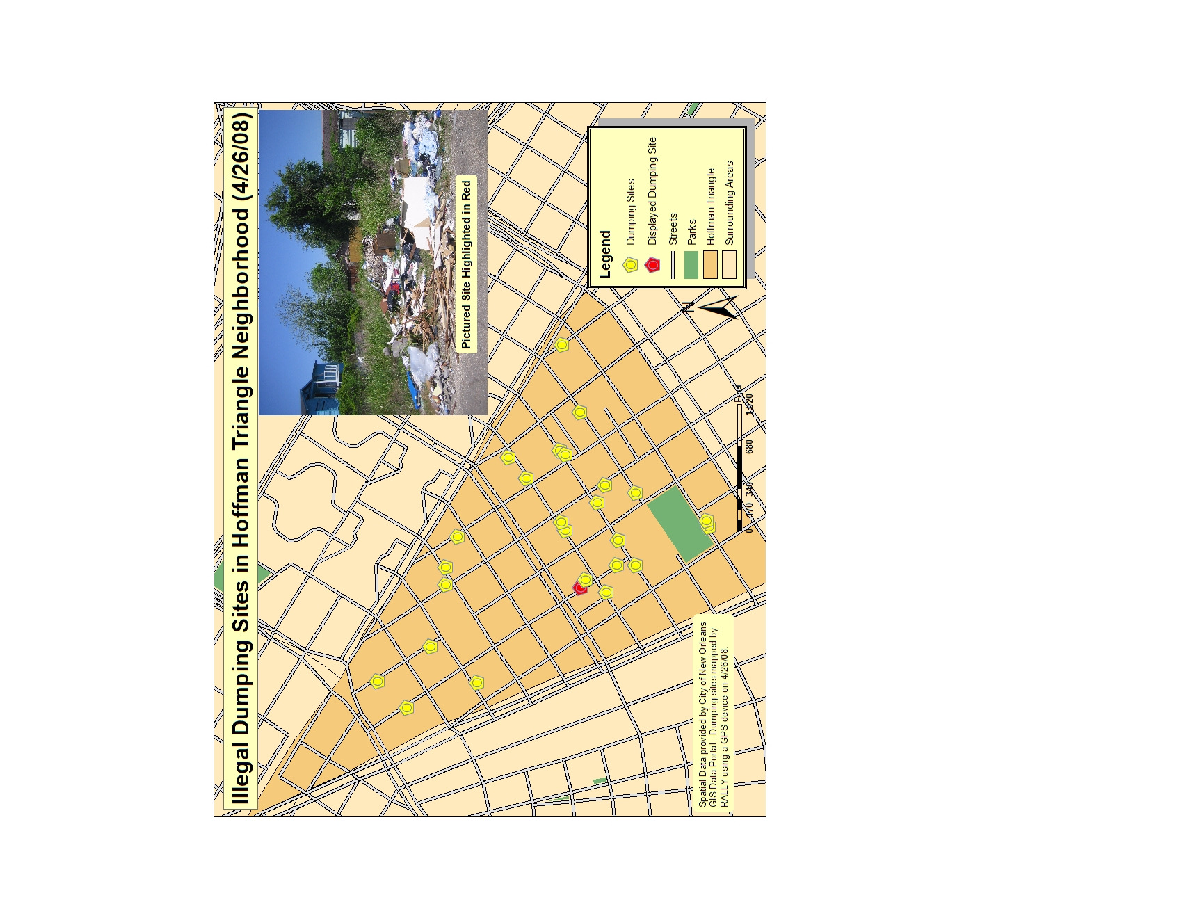 Illegal Dumping Sites in Hoffman Triangle Neighborhood (4/26/08)
Pictured Site Highlighted in Red
Legend
Dumping Sites
Displayed Dumping Site
Streets
Parks
Hoffman Triangle
Surrounding Areas
N
Feet
0 170 340 680 1,020
Spatial Data provided by City of New Orleans
GIS Data Portal. Dumping sites mapped by
RALLY using a GPS device on 4/26/08.